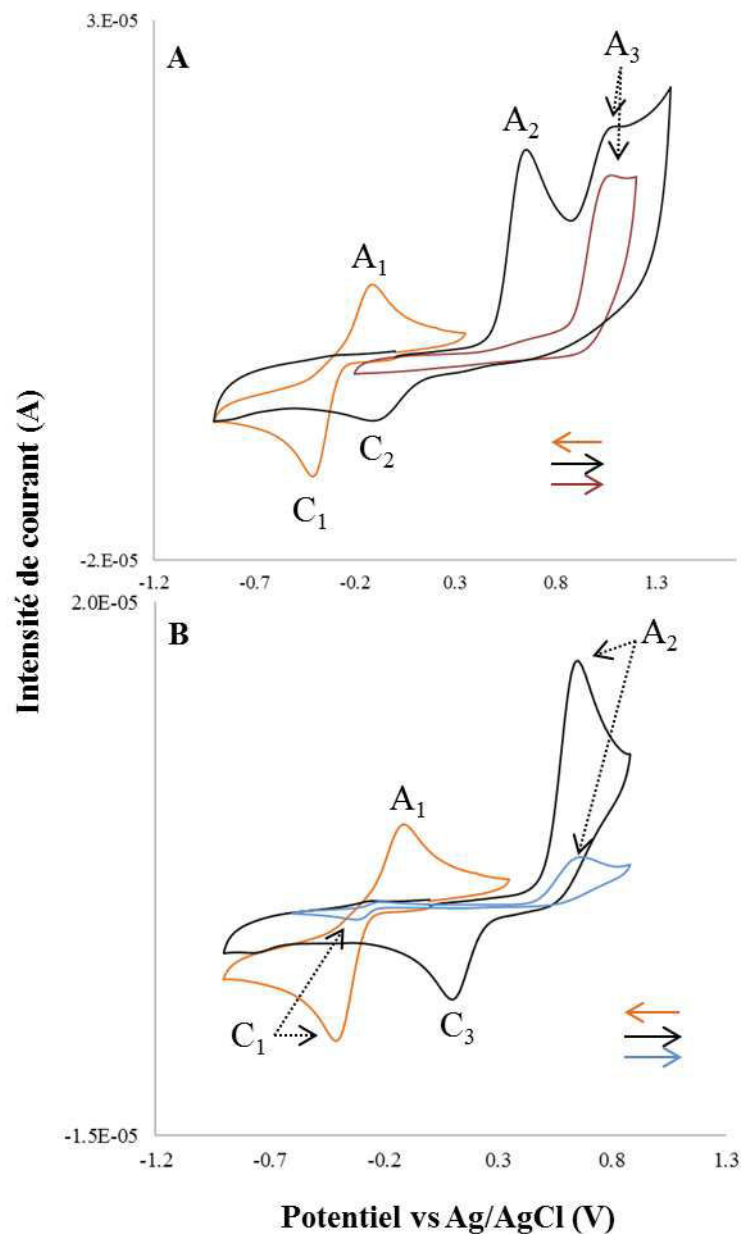 3.E-05
A
A3
A2
A1
C2
C1
-2.E-05
-1.2 -0.7 -0.2 0.3 0.8 1.3
Intensité de courant (A)
2.0E-05
B
A2
A1
C1
C3
-1.5E-05
-1.2 -0.7 -0.2 0.3 0.8 1.3
Potentiel vs Ag/AgCl (V)